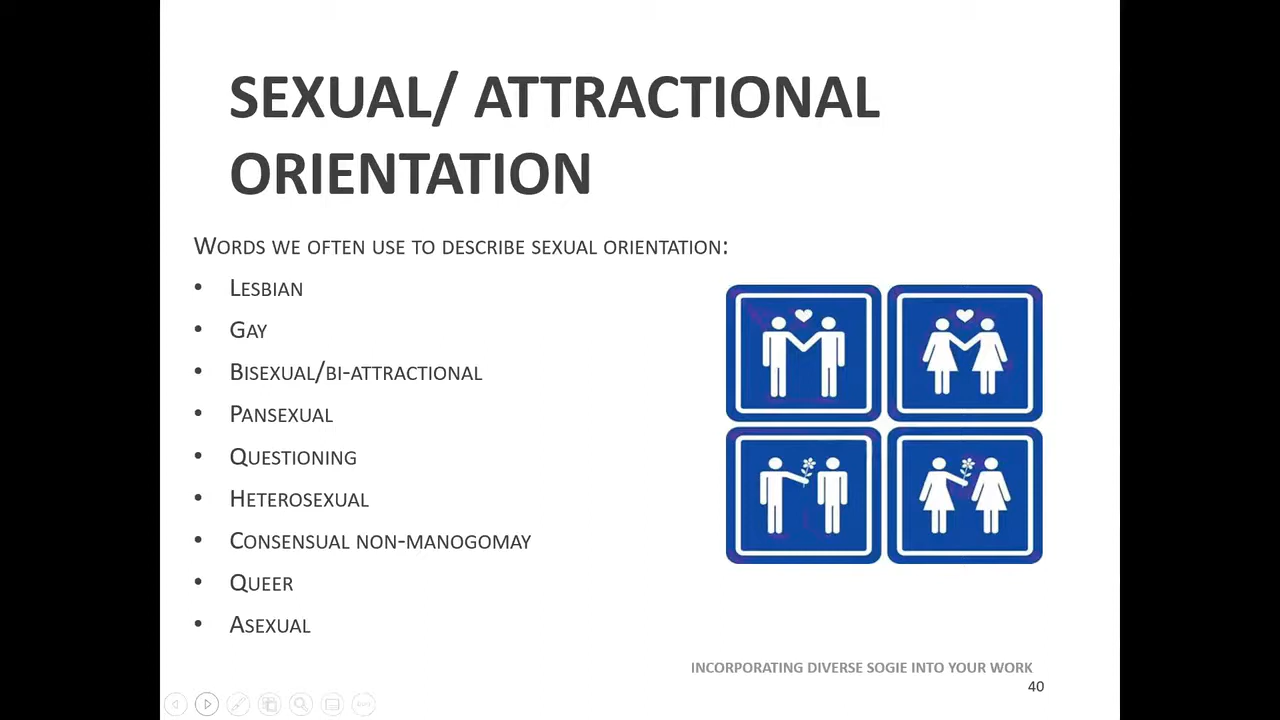 SEXUAL/ ATTRACTIONAL
ORIENTATION
WORDS WE OFTEN USE TO DESCRIBE SEXUAL ORIENTATION:
• LESBIAN
• GAY
• BISEXUAL/BI-ATTRACTIONAL
• PANSEXUAL
• QUESTIONING
• HETEROSEXUAL
• CONSENSUAL NON-MANOGOMAY
• QUEER
• ASEXUAL
INCORPORATING DIVERSE SOGIE INTO YOUR WORK
40